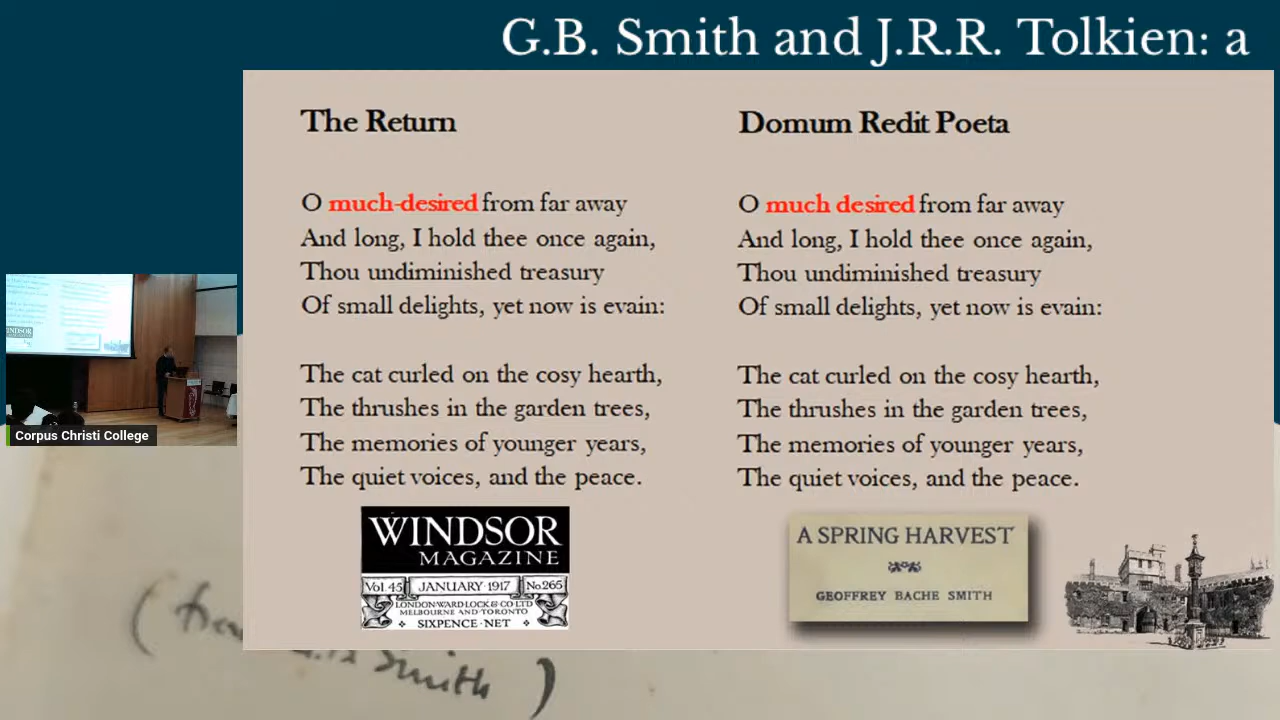 G.B. Smith and J.R.R. Tolkien: a
The Return
O much-desired from far away
And long, I hold thee once again,
Thou undiminished treasury
Of small delights, yet now is evain:
The cat curled on the cosy hearth,
The thrushes in the garden trees,
The memories of younger years,
The quiet voices, and the peace.
WINDSOR
MAGAZINE
Vol. 45 JANUARY·1917 No.265
LONDON·WARD·LOCK & CO LTD
MELBOURNE AND TORONTO
SIXPENCE·NET
Domum Redit Poeta
O much desired from far away
And long, I hold thee once again,
Thou undiminished treasury
Of small delights, yet now is evain:
The cat curled on the cosy hearth,
The thrushes in the garden trees,
The memories of younger years,
The quiet voices, and the peace.
A SPRING HARVEST
GEOFFREY BACHE SMITH
Corpus Christi College
Smith)